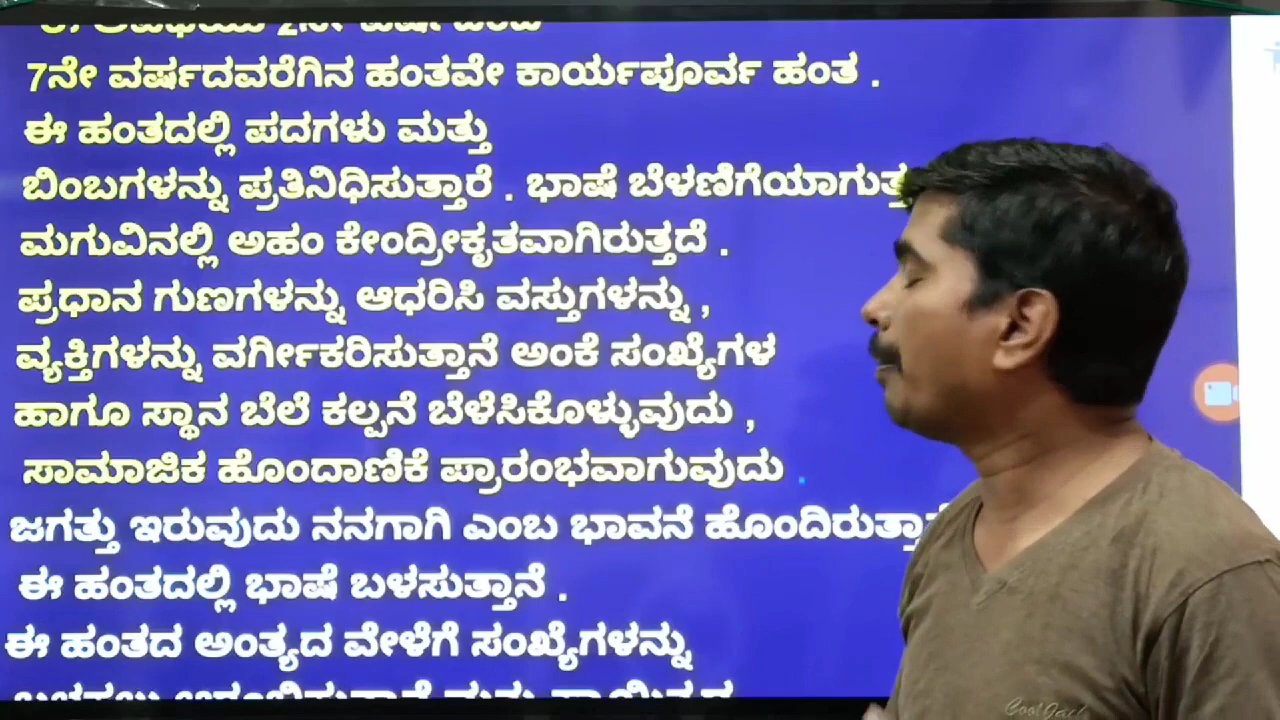 7ನೇ ವರ್ಷದವರೆಗಿನ ಹಂತವೇ ಕಾರ್ಯಪೂರ್ವ ಹಂತ .
ಈ ಹಂತದಲ್ಲಿ ಪದಗಳು ಮತ್ತು
ಬಿಂಬಗಳನ್ನು ಪ್ರತಿನಿಧಿಸುತ್ತಾರೆ . ಭಾಷೆ
ಮಗುವಿನಲ್ಲಿ ಅಹಂ ಕೇಂದ್ರೀಕೃತವಾಗಿರುತ್ತದೆ .
ಪ್ರಧಾನ ಗುಣಗಳನ್ನು ಆಧರಿಸಿ ವಸ್ತುಗಳನ್ನು ,
ವ್ಯಕ್ತಿಗಳನ್ನು ವರ್ಗೀಕರಿಸುತ್ತಾನೆ ಅಂಕೆ ಸಂಖ್ಯೆಗಳ
ಹಾಗೂ ಸ್ಥಾನ ಬೆಲೆ ಕಲ್ಪನೆ ಬೆಳೆಸಿಕೊಳ್ಳುವುದು ,
ಸಾಮಾಜಿಕ ಹೊಂದಾಣಿಕೆ ಪ್ರಾರಂಭವಾಗುವುದು .
ಜಗತ್ತು ಇರುವುದು ನನಗಾಗಿ ಎಂಬ ಭಾವನೆ
ಈ ಹಂತದಲ್ಲಿ ಭಾಷೆ ಬಳಸುತ್ತಾನೆ .
ಈ ಹಂತದ ಅಂತ್ಯದ ವೇಳೆಗೆ ಸಂಖ್ಯೆಗಳನ್ನು